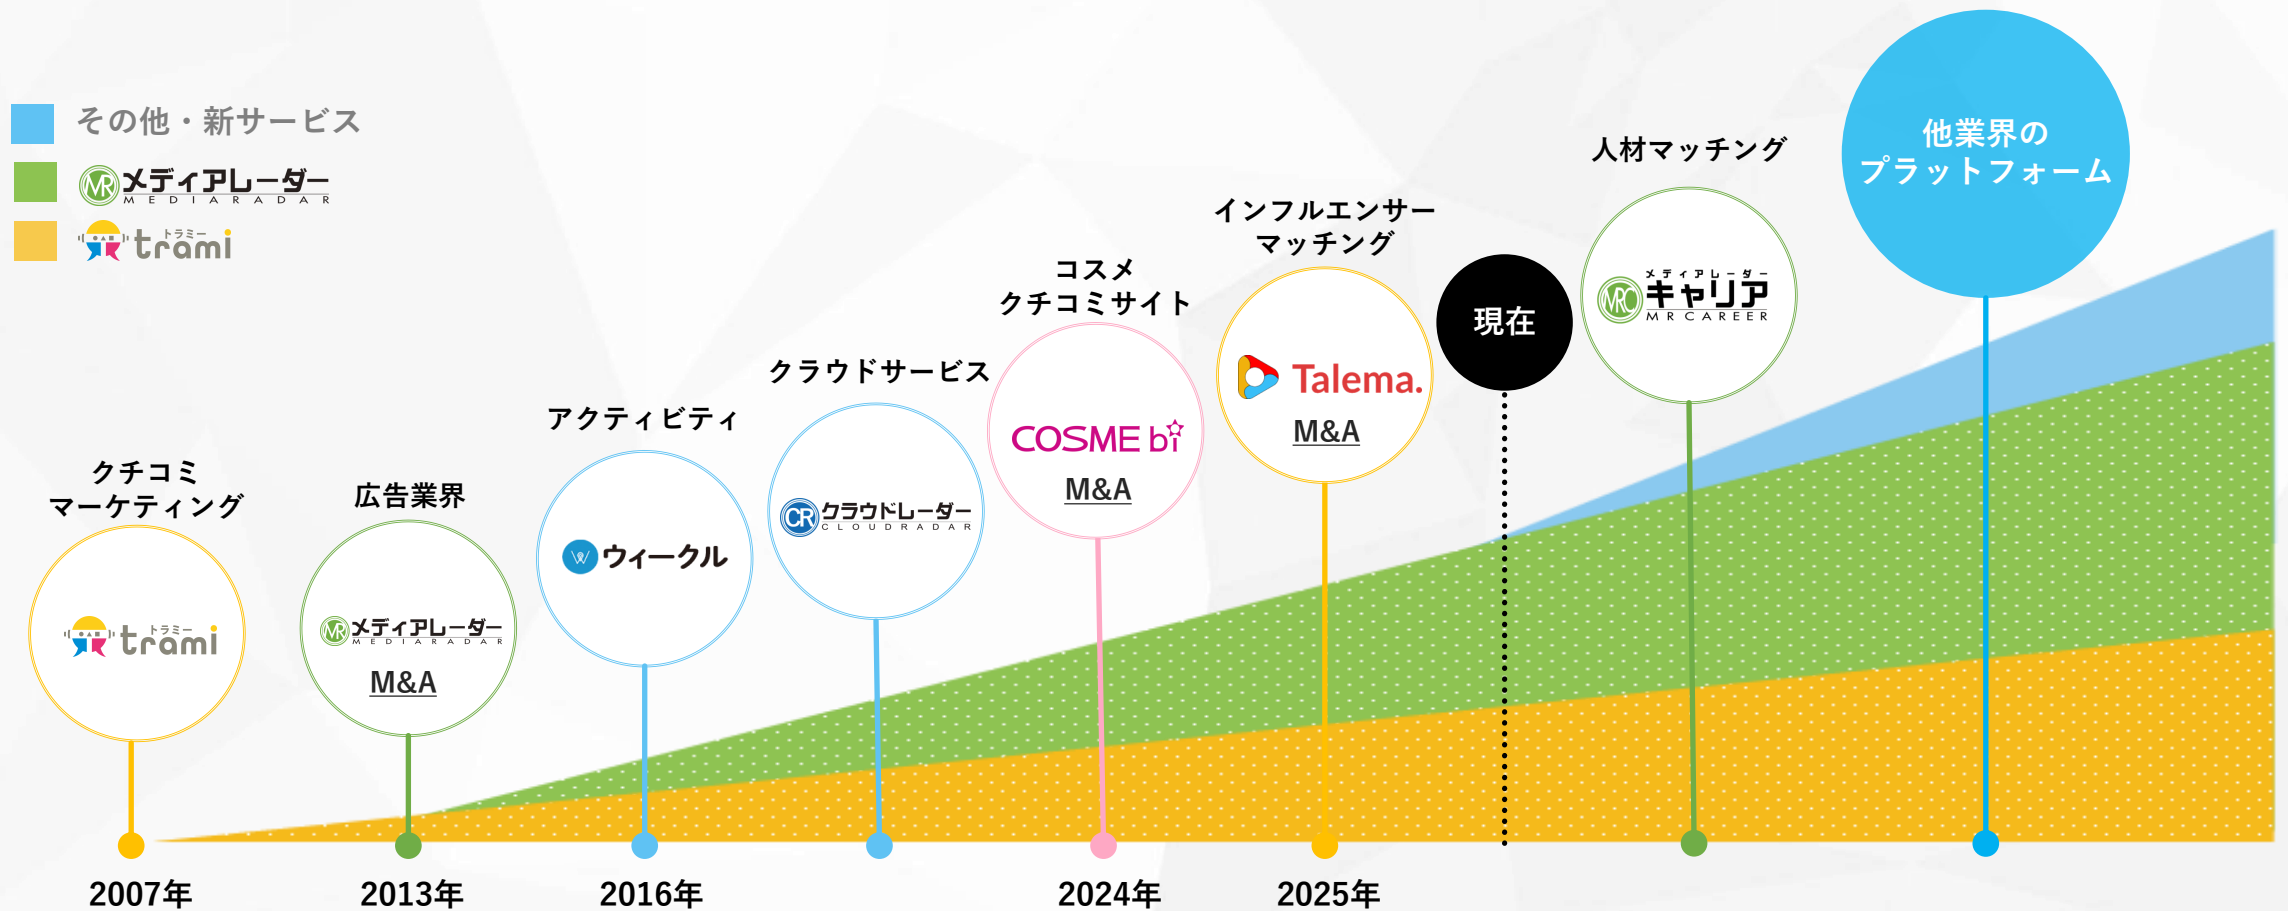 その他・新サービス
MR メディアレーダー
MEDIARADAR
トラミー
trami
クチコミ
マーケティング
トラミー
trami
2007年
広告業界
MR メディアレーダー
MEDIARADAR
M&A
2013年
アクティビティ
W ウィークル
2016年
クラウドサービス
CR クラウドレーダー
CLOUDRADAR
コスメ
クチコミサイト
COSME bi
M&A
2024年
インフルエンサー
マッチング
Talema.
M&A
2025年
現在
人材マッチング
メディアレーダー
MRC キャリア
MR CAREER
他業界の
プラットフォーム